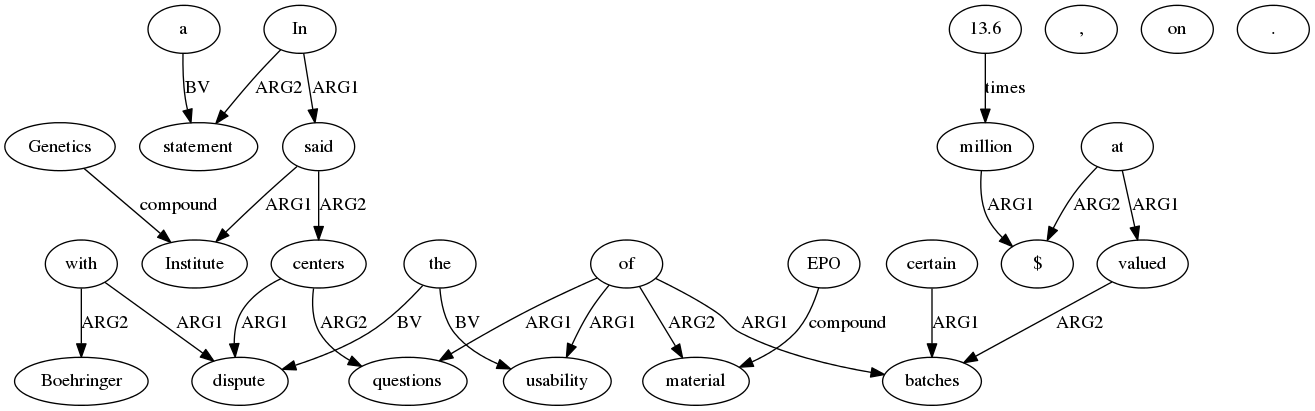 a In 13.6 , on .
BV ARG2 ARG1 times
Genetics statement said million at
compound ARG1 ARG2 ARG1 ARG2 ARG1
with Institute centers the of EPO certain $ valued
ARG2 ARG1 ARG1 ARG2 BV BV ARG1 ARG1 ARG2 ARG1 compound ARG1 ARG2
Boehringer dispute questions usability material batches